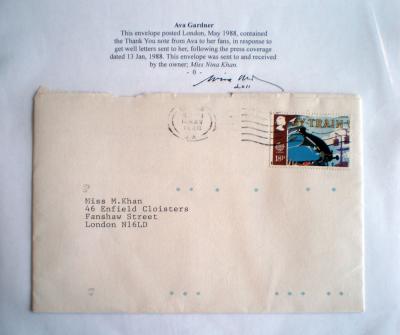 Ava Gardner
This envelope posted London, May 1988, contained
the Thank You note from Ava to her fans, in response to
get well letters sent to her, following the press coverage
dated 13 Jan, 1988. This envelope was sent to and received
by the owner; Miss Nina Khan.
- 0 -
2011
BY TRAIN
18P
Miss M.Khan
46 Enfield Cloisters
Fanshaw Street
London N16LD